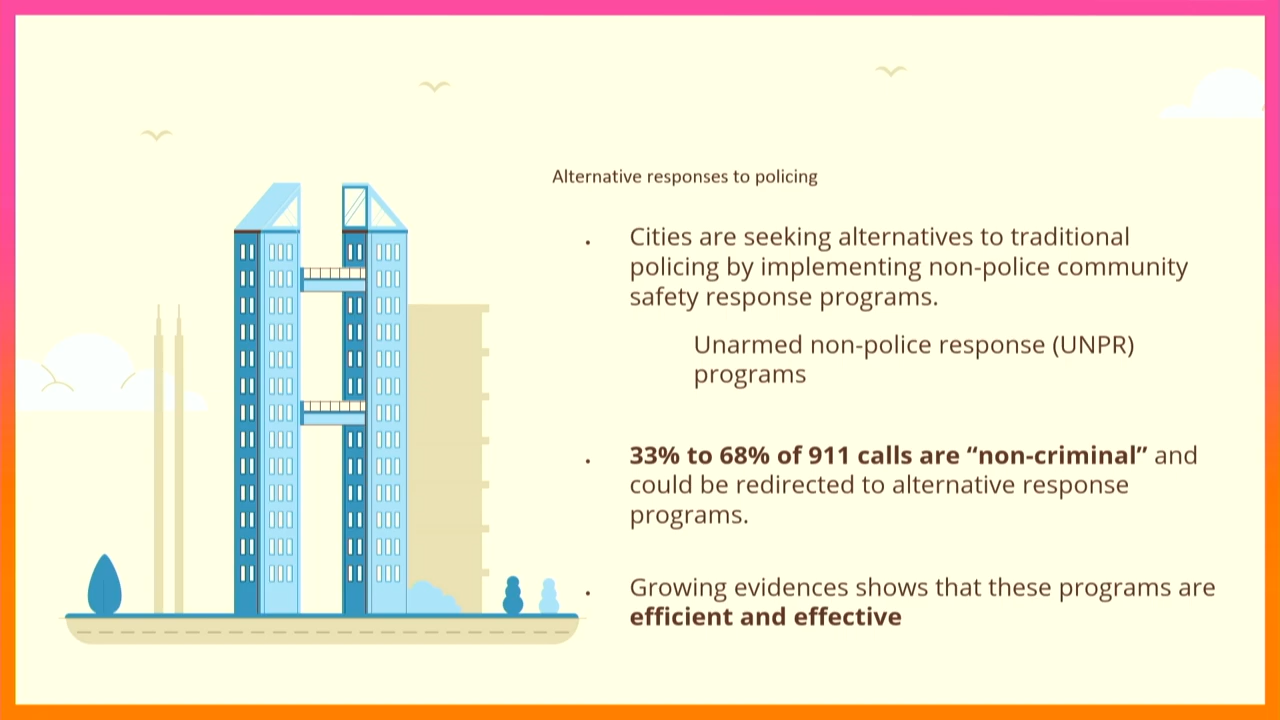 Alternative responses to policing
. Cities are seeking alternatives to traditional
policing by implementing non-police community
safety response programs.
Unarmed non-police response (UNPR)
programs
. 33% to 68% of 911 calls are “non-criminal” and
could be redirected to alternative response
programs.
. Growing evidences shows that these programs are
efficient and effective